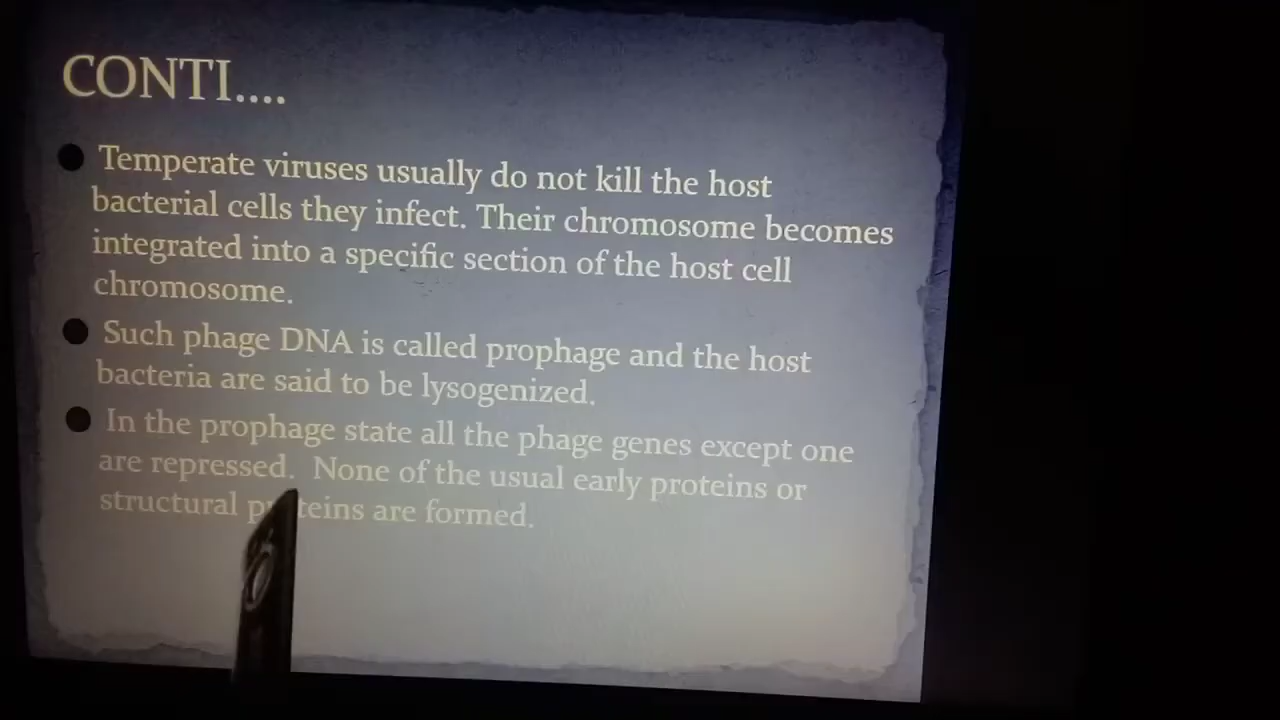 CONTI....
Temperate viruses usually do not kill the host
bacterial cells they infect. Their chromosome becomes
integrated into a specific section of the host cell
chromosome.
Such phage DNA is called prophage and the host
bacteria are said to be lysogenized.
In the prophage state all the phage genes except one
are repressed. None of the usual early proteins or
structural proteins are formed.